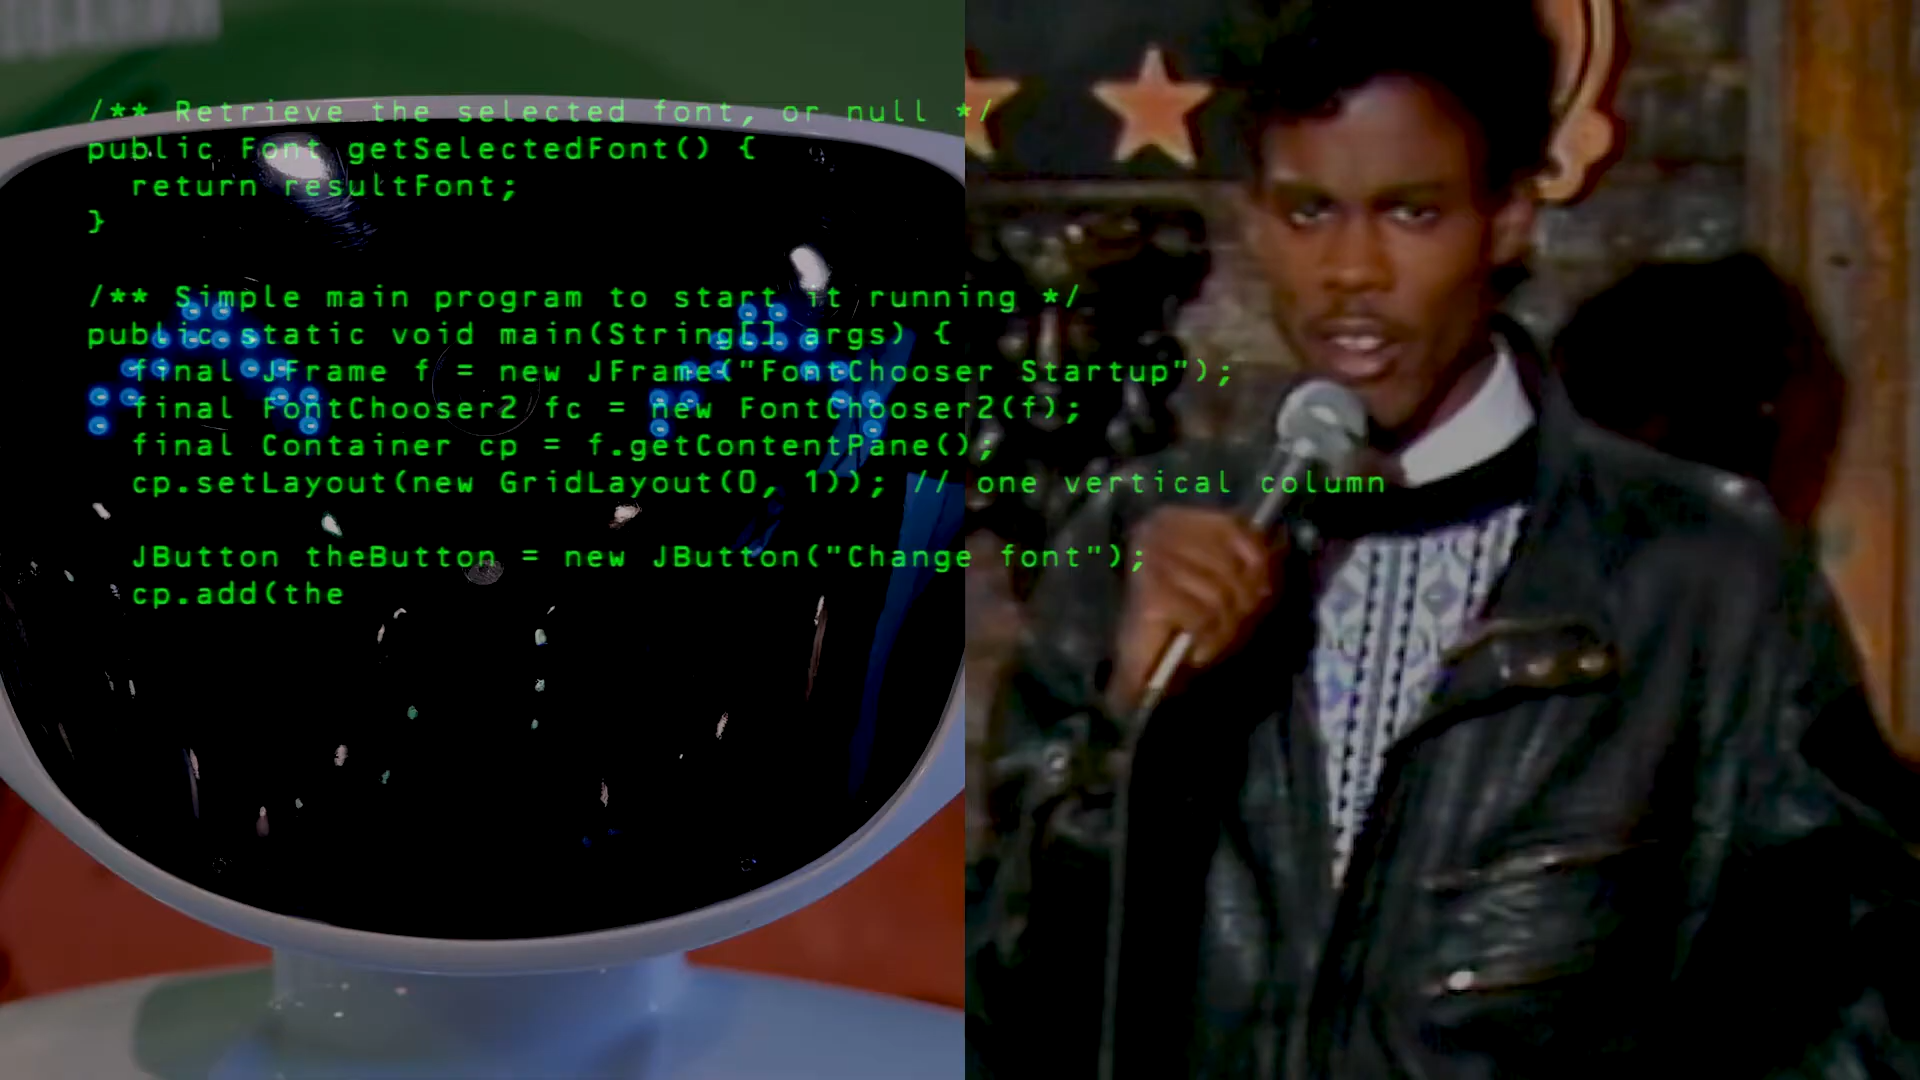 /** Retrieve the selected font, or null */
public Font getSelectedFont() {
return resultFont;
}
/** Simple main program to start it running */
public static void main(String[] args) {
final JFrame f = new JFrame("FontChooser Startup");
final FontChooser2 fc = new FontChooser2(f);
final Container cp = f.getContentPane();
cp.setLayout(new GridLayout(0, 1)); // one vertical column
JButton theButton = new JButton("Change font");
cp.add(the